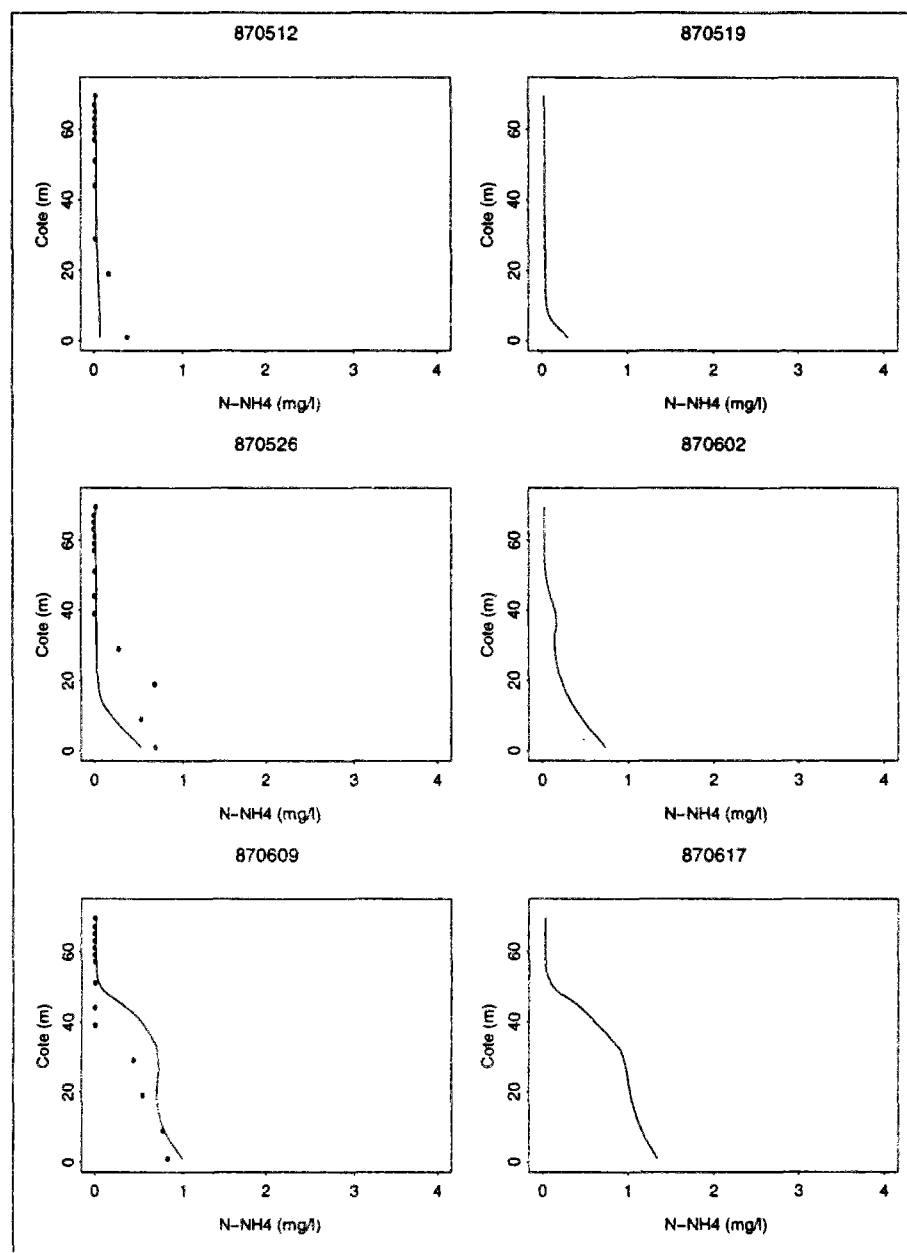 870512
870519
Cote (m)
0 20 40 60
0 1 2 3 4
N-NH4 (mg/l)
Cote (m)
0 20 40 60
0 1 2 3 4
N-NH4 (mg/l)
870526
870602
Cote (m)
0 20 40 60
0 1 2 3 4
N-NH4 (mg/l)
Cote (m)
0 20 40 60
0 1 2 3 4
N-NH4 (mg/l)
870609
870617
Cote (m)
0 20 40 60
0 1 2 3 4
N-NH4 (mg/l)
Cote (m)
0 20 40 60
0 1 2 3 4
N-NH4 (mg/l)